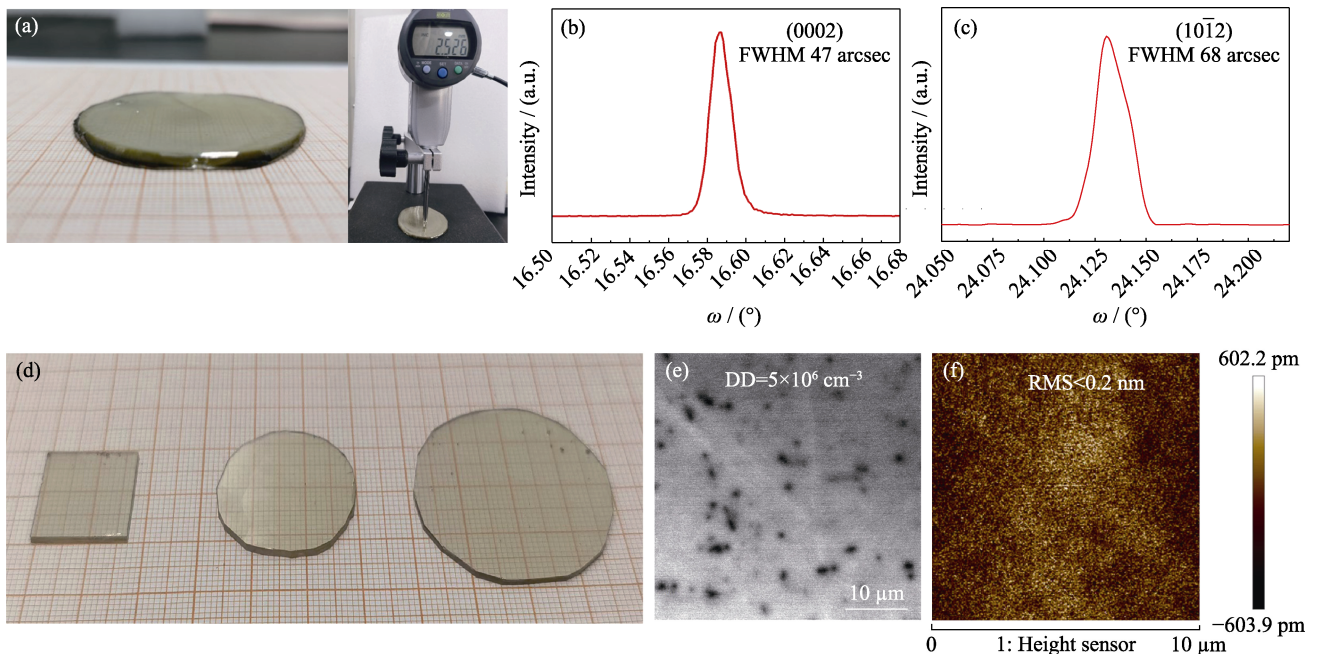 (a)
2.526
(b)
(0002)
FWHM 47 arcsec
Intensity / (a.u.)
16.50
16.52
16.54
16.56
16.58
16.60
16.62
16.64
16.66
16.68
ω / (°)
(c)
(101̄2)
FWHM 68 arcsec
Intensity / (a.u.)
24.050
24.075
24.100
24.125
24.150
24.175
24.200
ω / (°)
(d)
(e)
DD=5×10⁶ cm⁻³
10 μm
(f)
RMS<0.2 nm
602.2 pm
−603.9 pm
0
1: Height sensor
10 μm